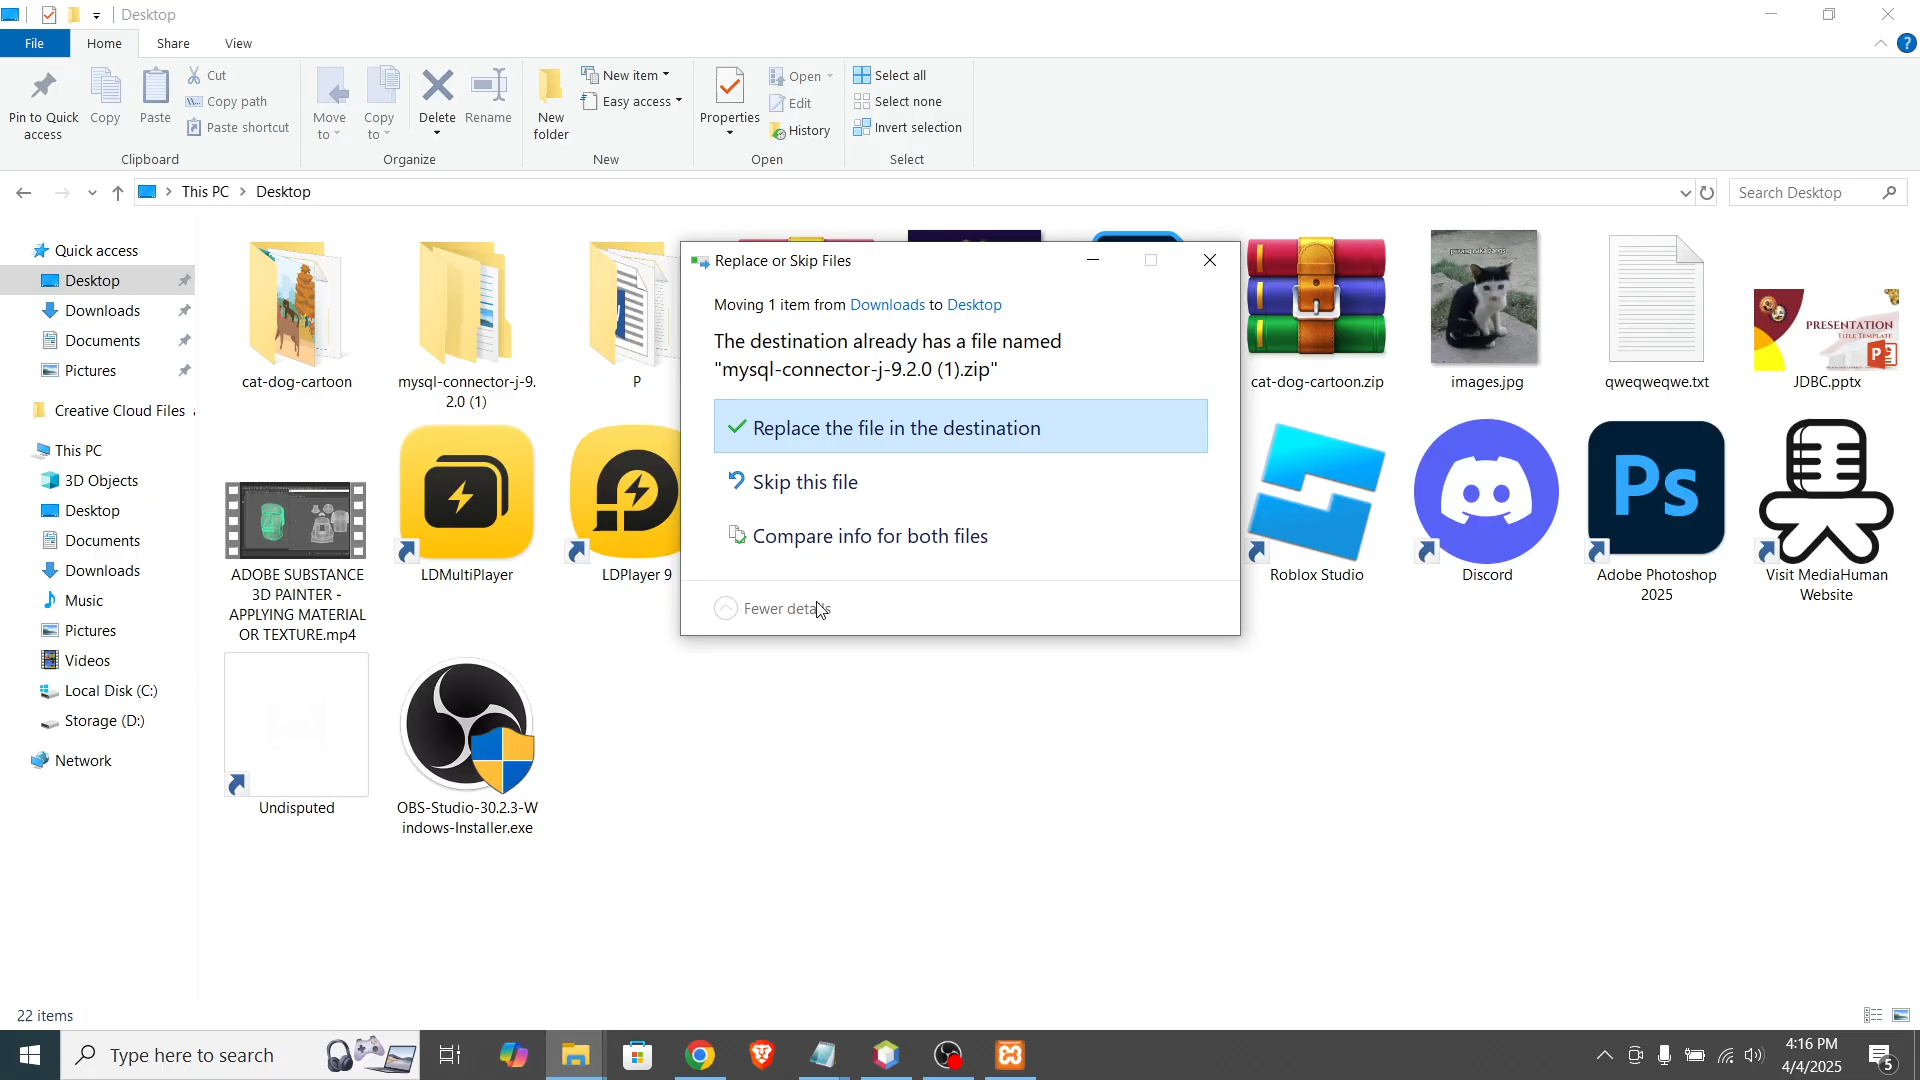 Desktop
File
Home
Share
View
Pin to Quick access
Copy
Paste
Cut
Copy path
Paste shortcut
Clipboard
Move to
Copy to
Delete
Rename
Organize
New folder
New item
Easy access
New
Properties
Open
Edit
History
Open
Select all
Select none
Invert selection
Select
This PC
Desktop
Search Desktop
Quick access
Desktop
Downloads
Documents
Pictures
Creative Cloud Files
This PC
3D Objects
Desktop
Documents
Downloads
Music
Pictures
Videos
Local Disk (C:)
Storage (D:)
Network
cat-dog-cartoon
mysql-connector-j-9.
2.0 (1)
P
cat-dog-cartoon.zip
images.jpg
qweqweqwe.txt
PRESENTATION
TITLE TEMPLATE
JDBC.pptx
ADOBE SUBSTANCE
3D PAINTER -
APPLYING MATERIAL
OR TEXTURE.mp4
LDMultiPlayer
LDPlayer 9
Roblox Studio
Discord
Ps
Adobe Photoshop
2025
Visit MediaHuman
Website
Undisputed
OBS-Studio-30.2.3-W
indows-Installer.exe
Replace or Skip Files
Moving 1 item from Downloads to Desktop
The destination already has a file named
"mysql-connector-j-9.2.0 (1).zip"
Replace the file in the destination
Skip this file
Compare info for both files
Fewer details
22 items
Type here to search
4:16 PM
4/4/2025
5